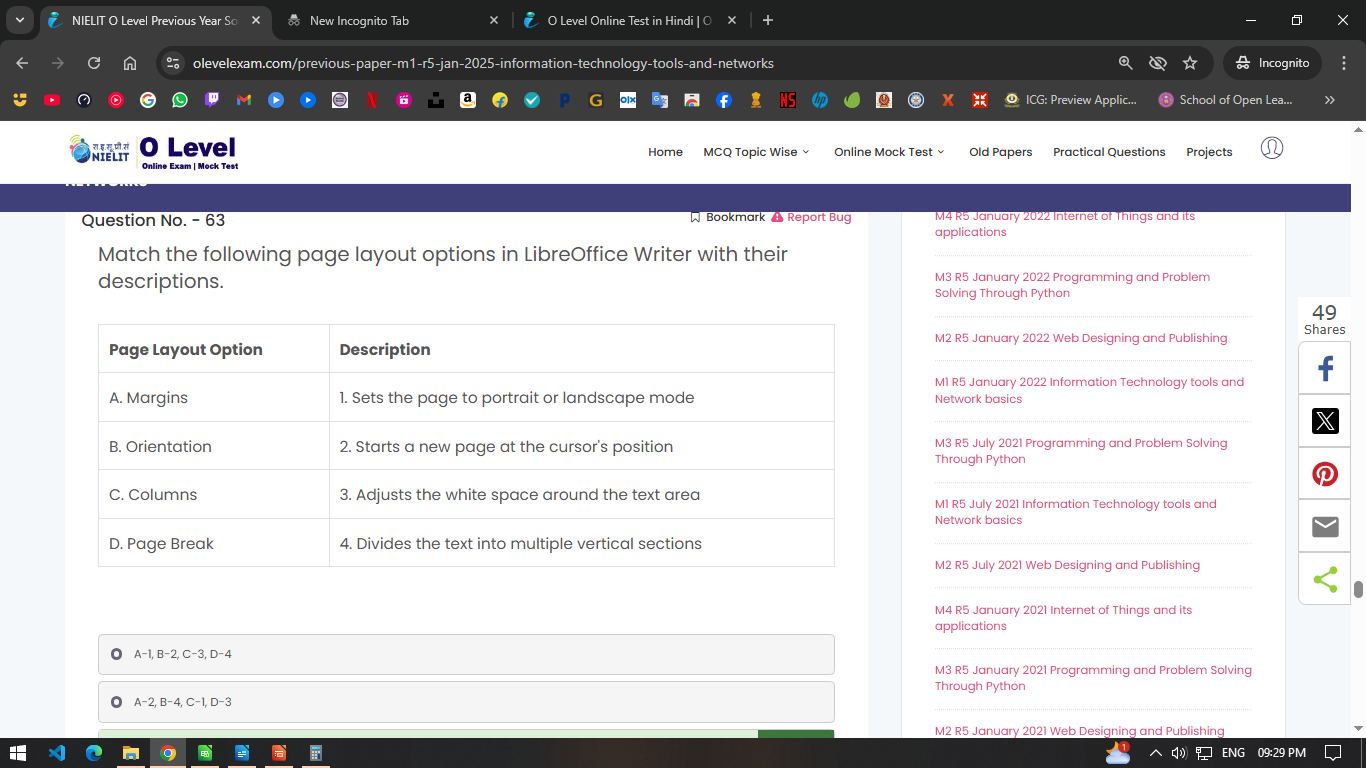 NIELIT O Level Previous Year So
New Incognito Tab
O Level Online Test in Hindi | O
olevelexam.com/previous-paper-m1-r5-jan-2025-information-technology-tools-and-networks
Incognito
ICG: Preview Applic...
School of Open Lea...
NIELIT
O Level
Online Exam | Mock Test
Home
MCQ Topic Wise
Online Mock Test
Old Papers
Practical Questions
Projects
NETWORKS
Question No. - 63
Bookmark
Report Bug
Match the following page layout options in LibreOffice Writer with their
descriptions.
Page Layout Option
Description
A. Margins
1. Sets the page to portrait or landscape mode
B. Orientation
2. Starts a new page at the cursor's position
C. Columns
3. Adjusts the white space around the text area
D. Page Break
4. Divides the text into multiple vertical sections
A-1, B-2, C-3, D-4
A-2, B-4, C-1, D-3
M4 R5 January 2022 Internet of Things and its
applications
M3 R5 January 2022 Programming and Problem
Solving Through Python
M2 R5 January 2022 Web Designing and Publishing
M1 R5 January 2022 Information Technology tools and
Network basics
M3 R5 July 2021 Programming and Problem Solving
Through Python
M1 R5 July 2021 Information Technology tools and
Network basics
M2 R5 July 2021 Web Designing and Publishing
M4 R5 January 2021 Internet of Things and its
applications
M3 R5 January 2021 Programming and Problem Solving
Through Python
M2 R5 January 2021 Web Designing and Publishing
49
Shares
1
ENG
09:29 PM